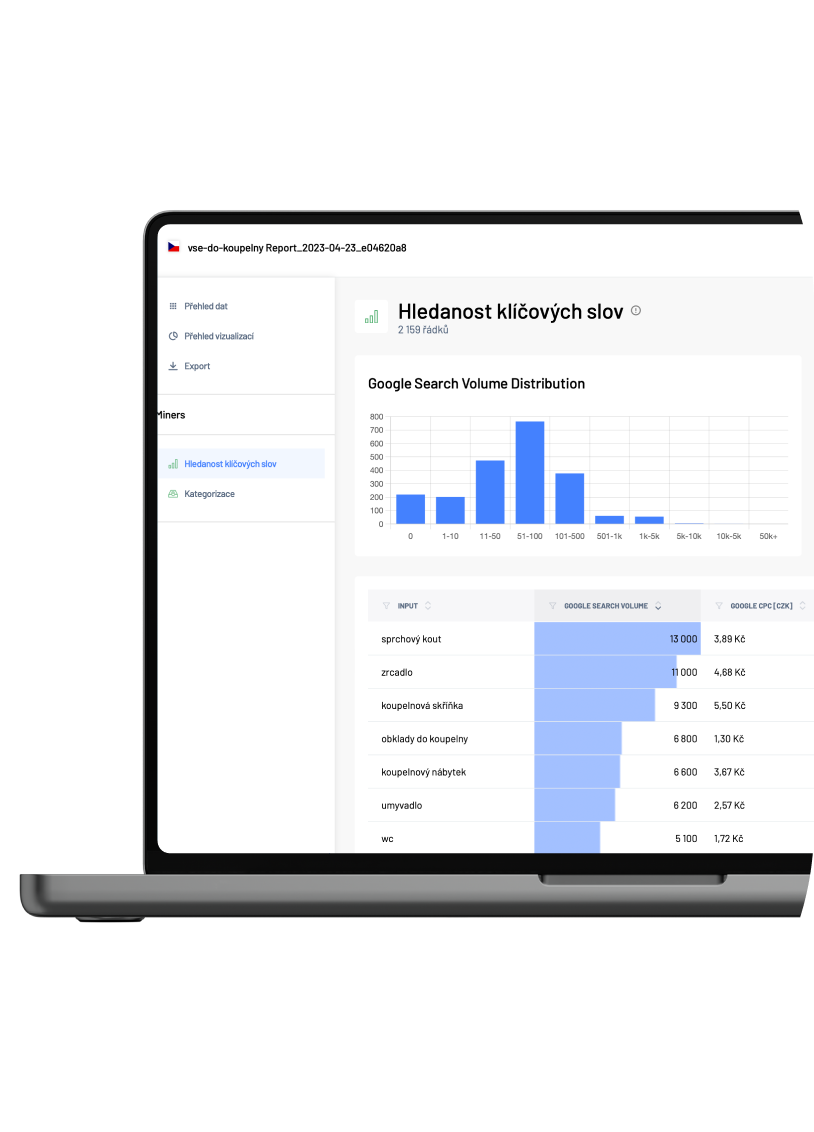 vse-do-koupelny Report_2023-04-23_e04620a8
Přehled dat
Přehled vizualizací
Export
Miners
Hledanost klíčových slov
Kategorizace
Hledanost klíčových slov
2 159 řádků
Google Search Volume Distribution
800
700
600
500
400
300
200
100
0
0 1-10 11-50 51-100 101-500 501-1k 1k-5k 5k-10k 10k-5k 50k+
INPUT GOOGLE SEARCH VOLUME GOOGLE CPC [CZK]
sprchový kout 13 000 3,89 Kč
zrcadlo 11 000 4,68 Kč
koupelnová skříňka 9 300 5,50 Kč
obklady do koupelny 6 800 1,30 Kč
koupelnový nábytek 6 600 3,67 Kč
umyvadlo 6 200 2,57 Kč
wc 5 100 1,72 Kč